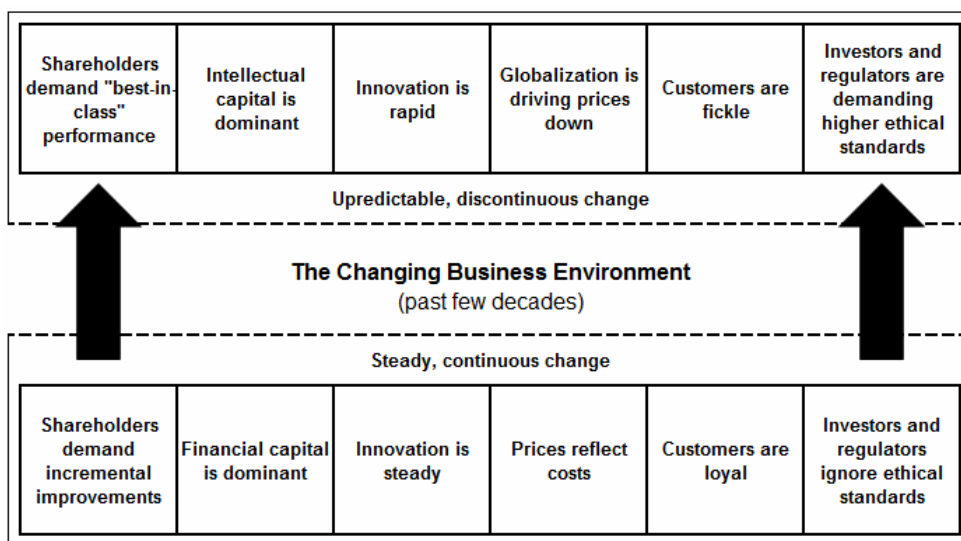 Shareholders
demand "best-in-
class"
performance
Intellectual
capital is
dominant
Innovation is
rapid
Globalization is
driving prices
down
Customers are
fickle
Investors and
regulators are
demanding
higher ethical
standards
Upredictable, discontinuous change
The Changing Business Environment
(past few decades)
Steady, continuous change
Shareholders
demand
incremental
improvements
Financial capital
is dominant
Innovation is
steady
Prices reflect
costs
Customers are
loyal
Investors and
regulators
ignore ethical
standards